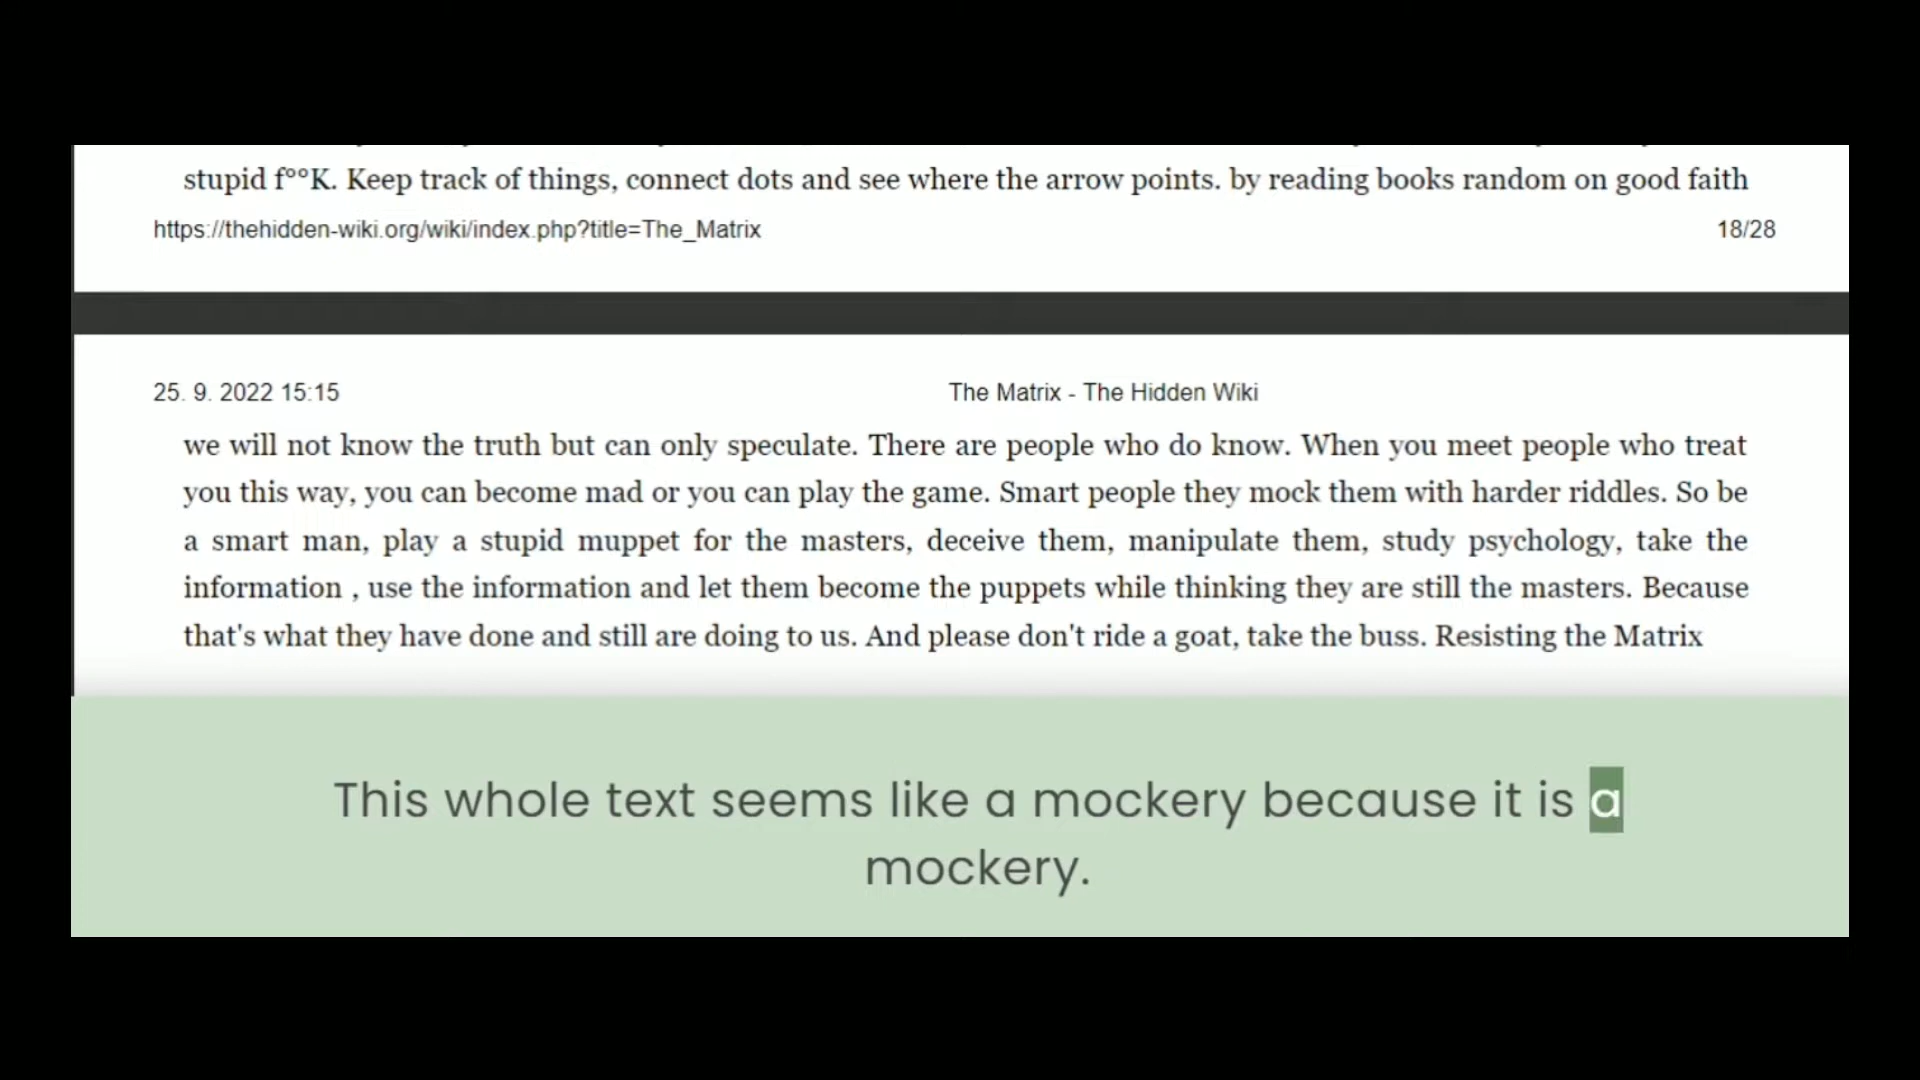 stupid f°°K. Keep track of things, connect dots and see where the arrow points. by reading books random on good faith
https://thehidden-wiki.org/wiki/index.php?title=The_Matrix 18/28
25. 9. 2022 15:15 The Matrix - The Hidden Wiki
we will not know the truth but can only speculate. There are people who do know. When you meet people who treat
you this way, you can become mad or you can play the game. Smart people they mock them with harder riddles. So be
a smart man, play a stupid muppet for the masters, deceive them, manipulate them, study psychology, take the
information , use the information and let them become the puppets while thinking they are still the masters. Because
that's what they have done and still are doing to us. And please don't ride a goat, take the buss. Resisting the Matrix
This whole text seems like a mockery because it is a
mockery.